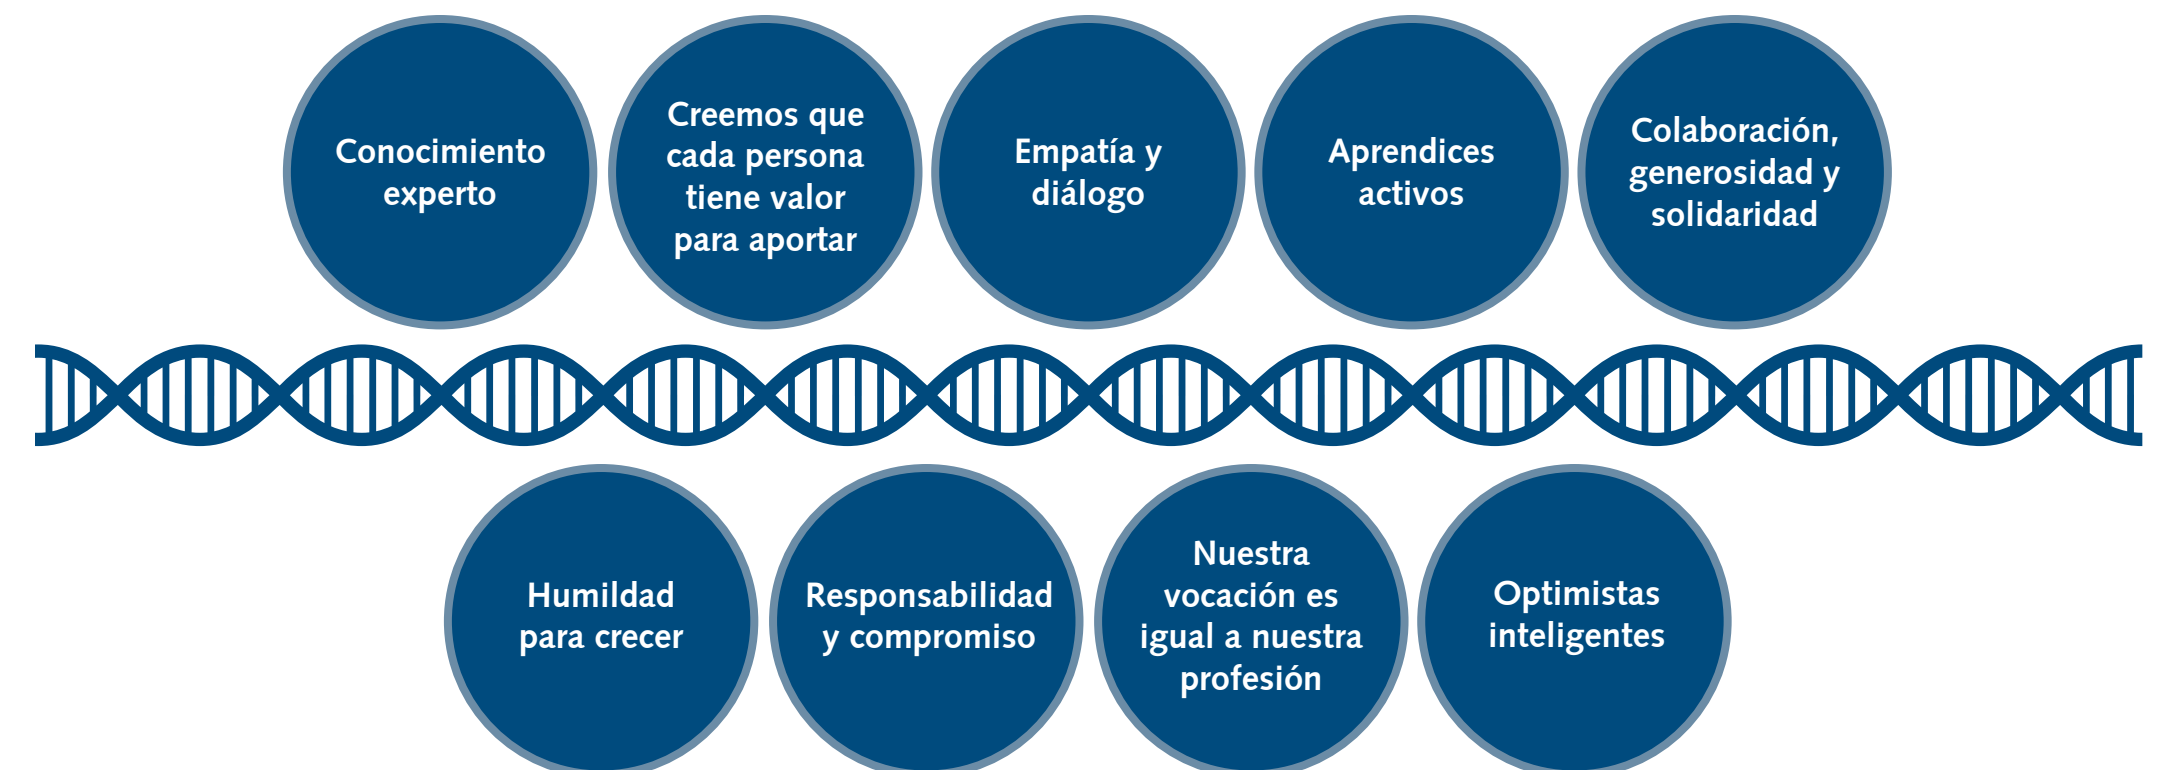 Conocimiento
experto
Creemos que
cada persona
tiene valor
para aportar
Empatía y
diálogo
Aprendices
activos
Colaboración,
generosidad y
solidaridad
Humildad
para crecer
Responsabilidad
y compromiso
Nuestra
vocación es
igual a nuestra
profesión
Optimistas
inteligentes